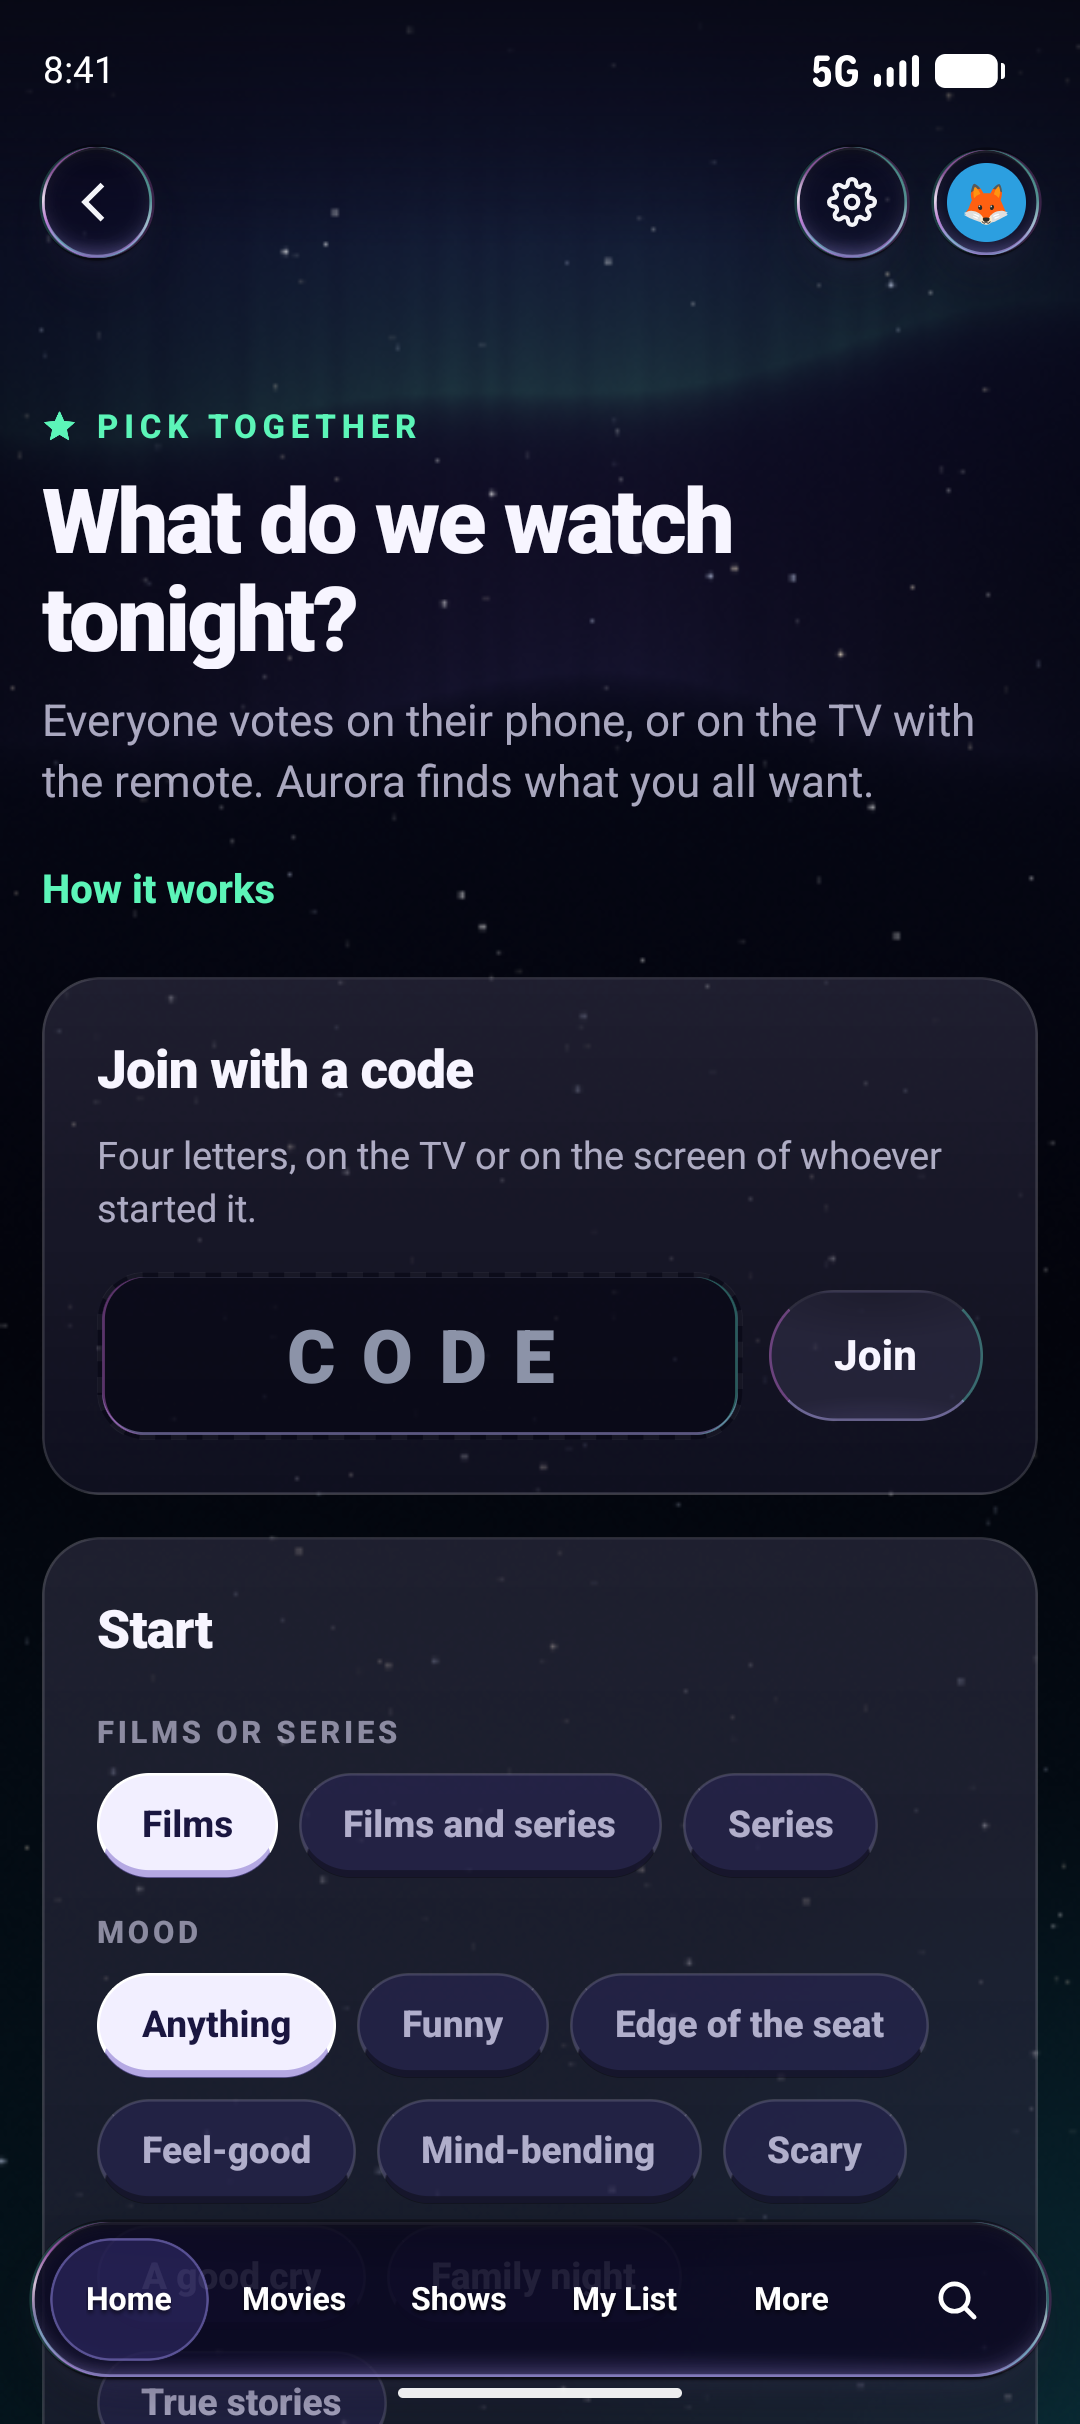 8:41
5G
PICK TOGETHER
What do we watch
tonight?
Everyone votes on their phone, or on the TV with
the remote. Aurora finds what you all want.
How it works
Join with a code
Four letters, on the TV or on the screen of whoever
started it.
CODE
Join
Start
FILMS OR SERIES
Films
Films and series
Series
MOOD
Anything
Funny
Edge of the seat
Feel-good
Mind-bending
Scary
A good cry
Family night
Home
Movies
Shows
My List
More
True stories